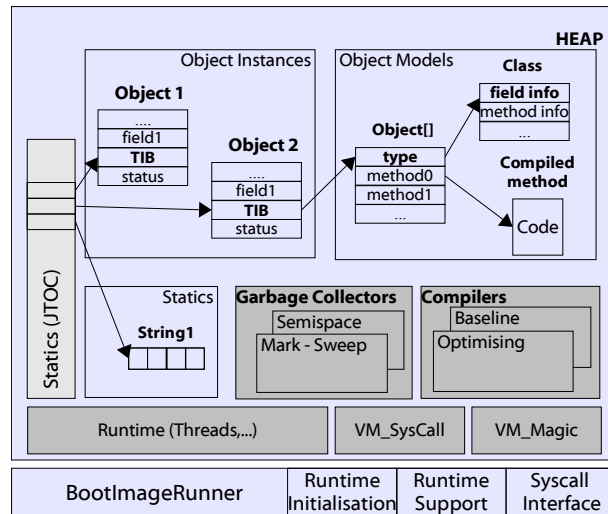 HEAP
Object Instances
Object Models
Object 1
....
field1
TIB
status
Object 2
....
field1
TIB
status
Object[]
type
method0
method1
...
Class
field info
method info
...
Compiled
method
Code
Statics (JTOC)
Statics
String1
Garbage Collectors
Semispace
Mark - Sweep
Compilers
Baseline
Optimising
Runtime (Threads,...)
VM_SysCall
VM_Magic
BootImageRunner
Runtime
Initialisation
Runtime
Support
Syscall
Interface